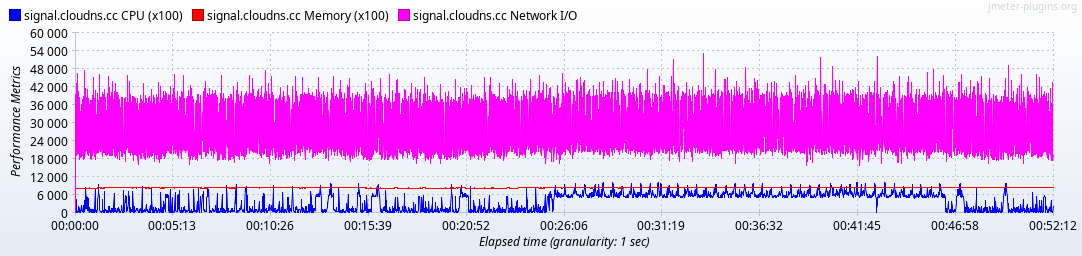 jmeter-plugins.org
signal.cloudns.cc CPU (x100) signal.cloudns.cc Memory (x100) signal.cloudns.cc Network I/O
Performance Metrics
60 000
54 000
48 000
42 000
36 000
30 000
24 000
18 000
12 000
6 000
0
00:00:00 00:05:13 00:10:26 00:15:39 00:20:52 00:26:06 00:31:19 00:36:32 00:41:45 00:46:58 00:52:12
Elapsed time (granularity: 1 sec)